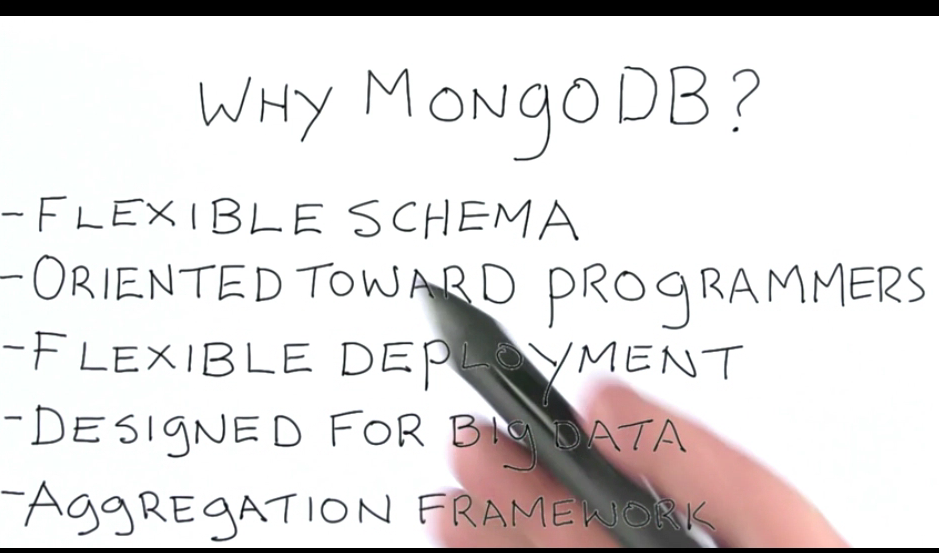 WHY MONgODB?
-FLEXIBLE SCHEMA
-ORIENTED TOWARD PROgRAMMERS
-FLEXIBLE DEPLOYMENT
-DESIgNED FOR BIg DATA
-AggREgATION FRAMEWORK